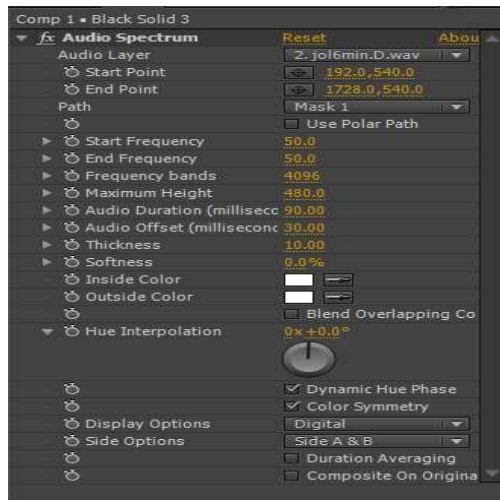 Comp 1 • Black Solid 3
fx Audio Spectrum Reset Abou
Audio Layer 2. jol6min.D.wav
Start Point 192.0,540.0
End Point 1728.0,540.0
Path Mask 1
Use Polar Path
Start Frequency 50.0
End Frequency 50.0
Frequency bands 4096
Maximum Height 480.0
Audio Duration (millisecc 90.00
Audio Offset (millisecond 30.00
Thickness 10.00
Softness 0.0%
Inside Color
Outside Color
Blend Overlapping Co
Hue Interpolation 0x+0.0°
Dynamic Hue Phase
Color Symmetry
Display Options Digital
Side Options Side A & B
Duration Averaging
Composite On Origina